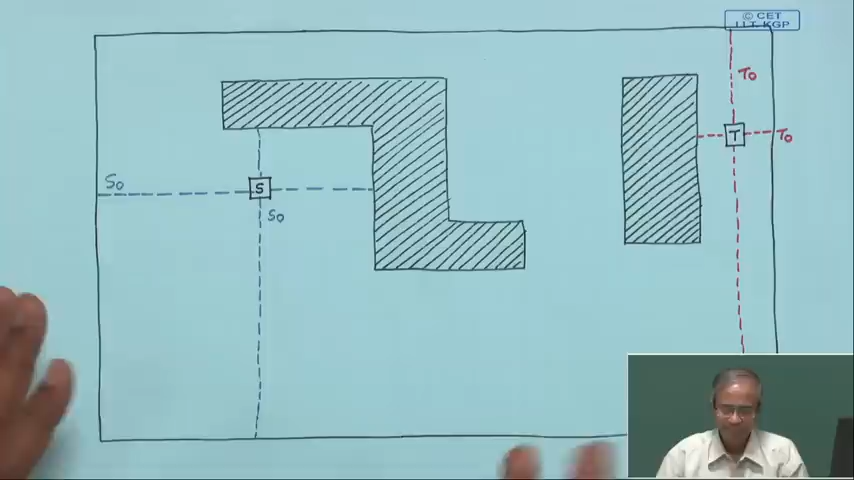 © CET
I.I.T. KGP
T₀
T
T₀
S₀
S
S₀